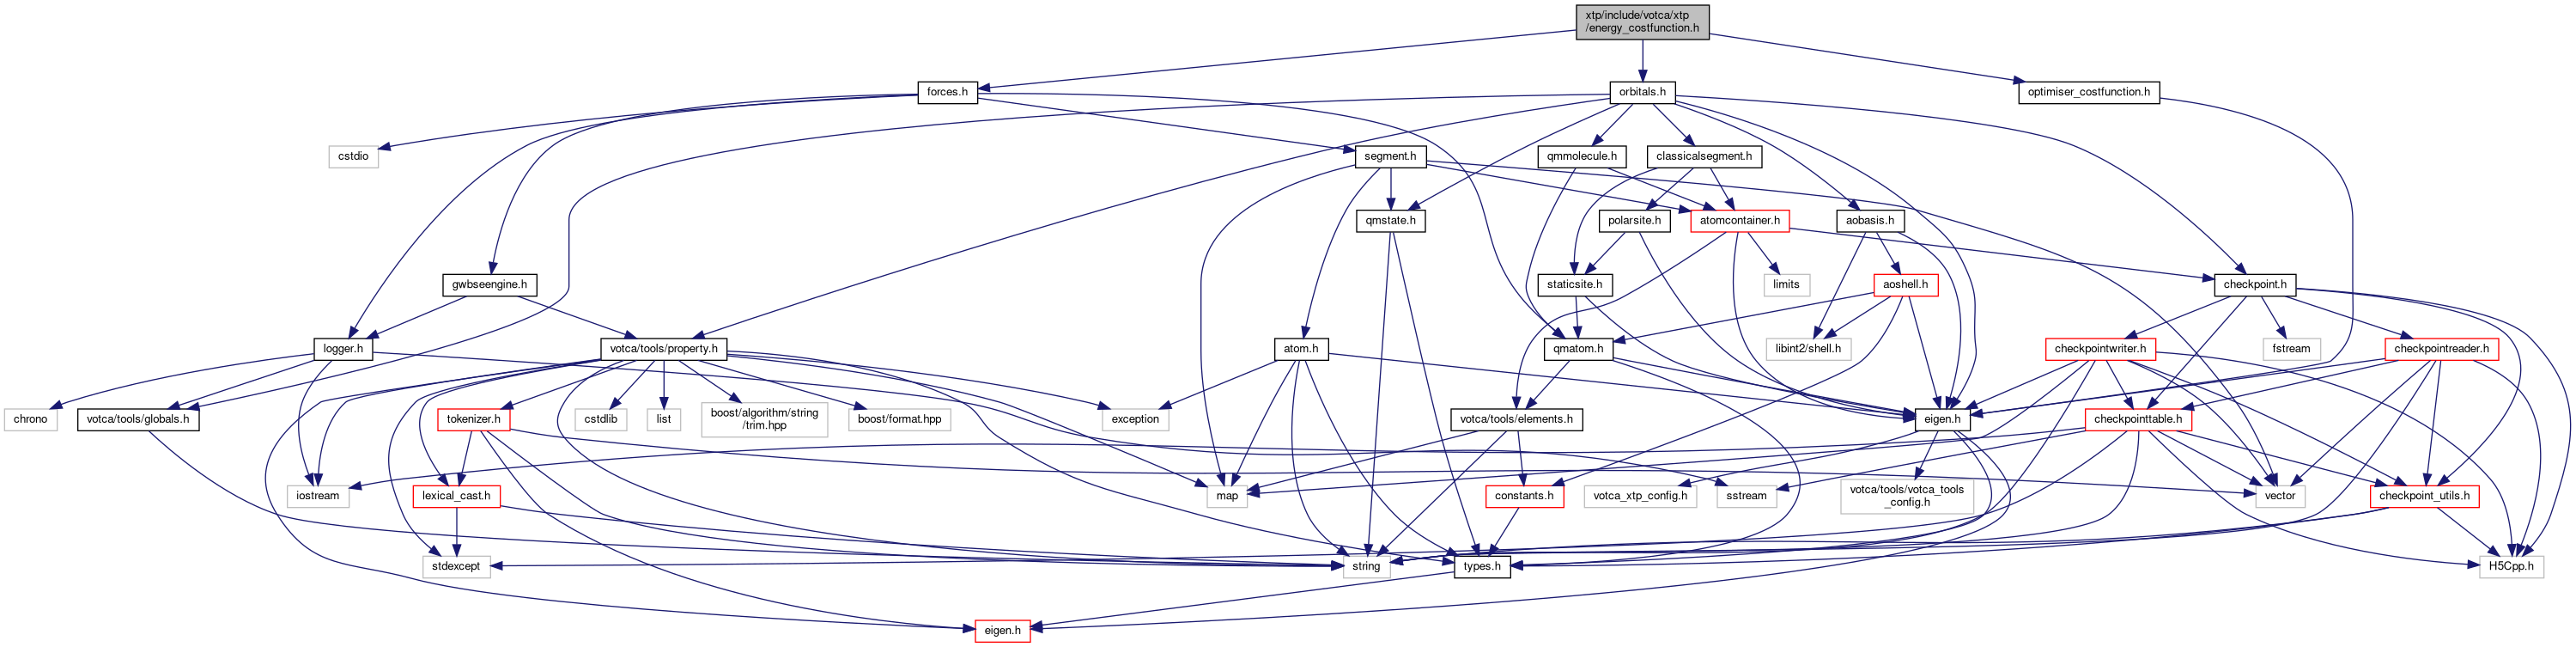 xtp/include/votca/xtp
/energy_costfunction.h
forces.h
orbitals.h
optimiser_costfunction.h
cstdio
segment.h
qmmolecule.h
classicalsegment.h
qmstate.h
polarsite.h
atomcontainer.h
aobasis.h
gwbseengine.h
staticsite.h
limits
aoshell.h
checkpoint.h
logger.h
votca/tools/property.h
atom.h
qmatom.h
libint2/shell.h
checkpointwriter.h
fstream
checkpointreader.h
chrono
votca/tools/globals.h
tokenizer.h
cstdlib
list
boost/algorithm/string
/trim.hpp
boost/format.hpp
exception
votca/tools/elements.h
eigen.h
checkpointtable.h
iostream
lexical_cast.h
map
constants.h
votca_xtp_config.h
sstream
votca/tools/votca_tools
_config.h
vector
checkpoint_utils.h
stdexcept
string
types.h
H5Cpp.h
eigen.h